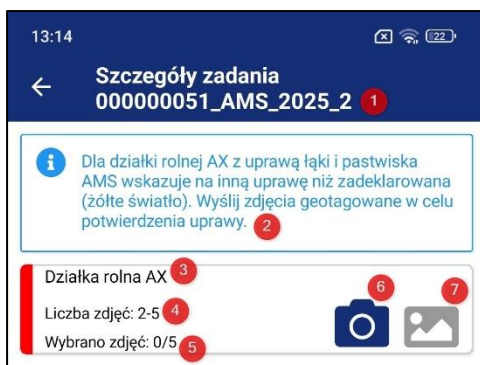 13:14
22
Szczegóły zadania
000000051_AMS_2025_2 1
Dla działki rolnej AX z uprawą łąki i pastwiska
AMS wskazuje na inną uprawę niż zadeklarowana
(żółte światło). Wyślij zdjęcia geotagowane w celu
potwierdzenia uprawy. 2
Działka rolna AX 3
6
7
Liczba zdjęć: 2-5 4
Wybrano zdjęć: 0/5 5